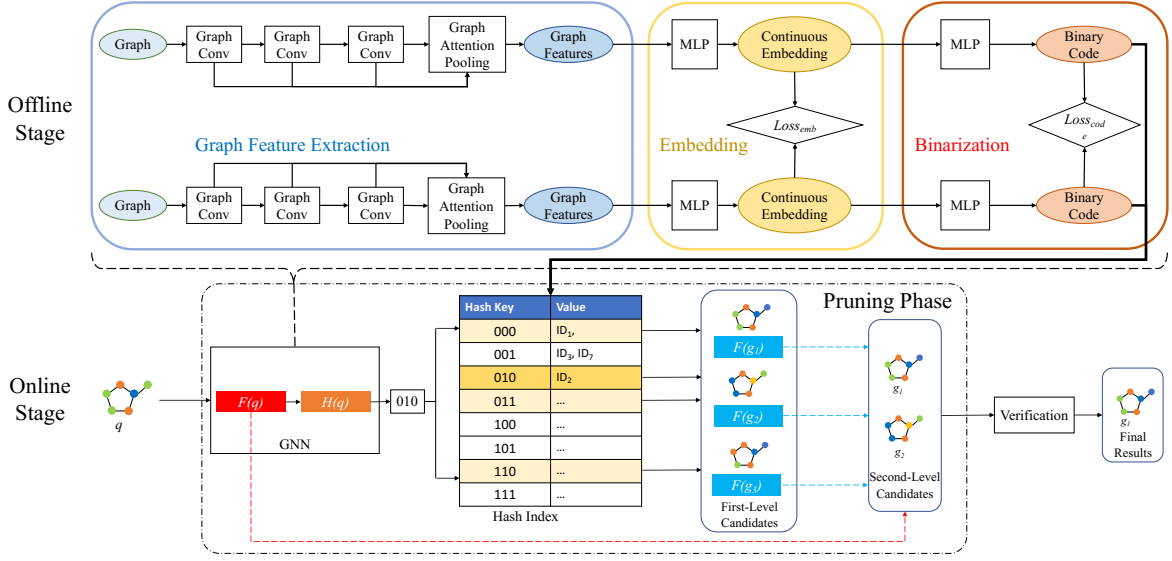 Offline
Stage
Graph
Graph
Conv
Graph
Conv
Graph
Conv
Graph
Attention
Pooling
Graph
Features
MLP
Continuous
Embedding
MLP
Binary
Code
Graph Feature Extraction
Embedding
Loss_emb
Binarization
Loss_cod
e
Graph
Graph
Conv
Graph
Conv
Graph
Conv
Graph
Attention
Pooling
Graph
Features
MLP
Continuous
Embedding
MLP
Binary
Code
Online
Stage
Pruning Phase
q
F(q)
H(q)
GNN
010
Hash Key Value
000 ID₁,
001 ID₃, ID₇
010 ID₂
011 ...
100 ...
101 ...
110 ...
111 ...
Hash Index
F(g₁)
F(g₂)
F(g₃)
First-Level
Candidates
g₁
g₂
Second-Level
Candidates
Verification
g₁
Final
Results